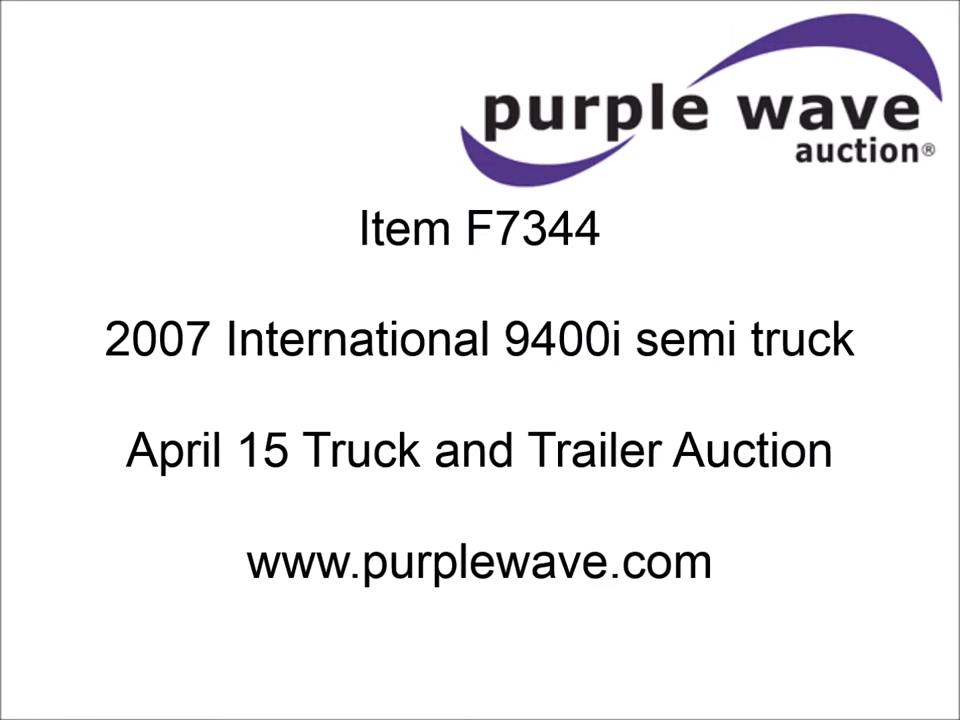 purple wave
auction®
Item F7344
2007 International 9400i semi truck
April 15 Truck and Trailer Auction
www.purplewave.com